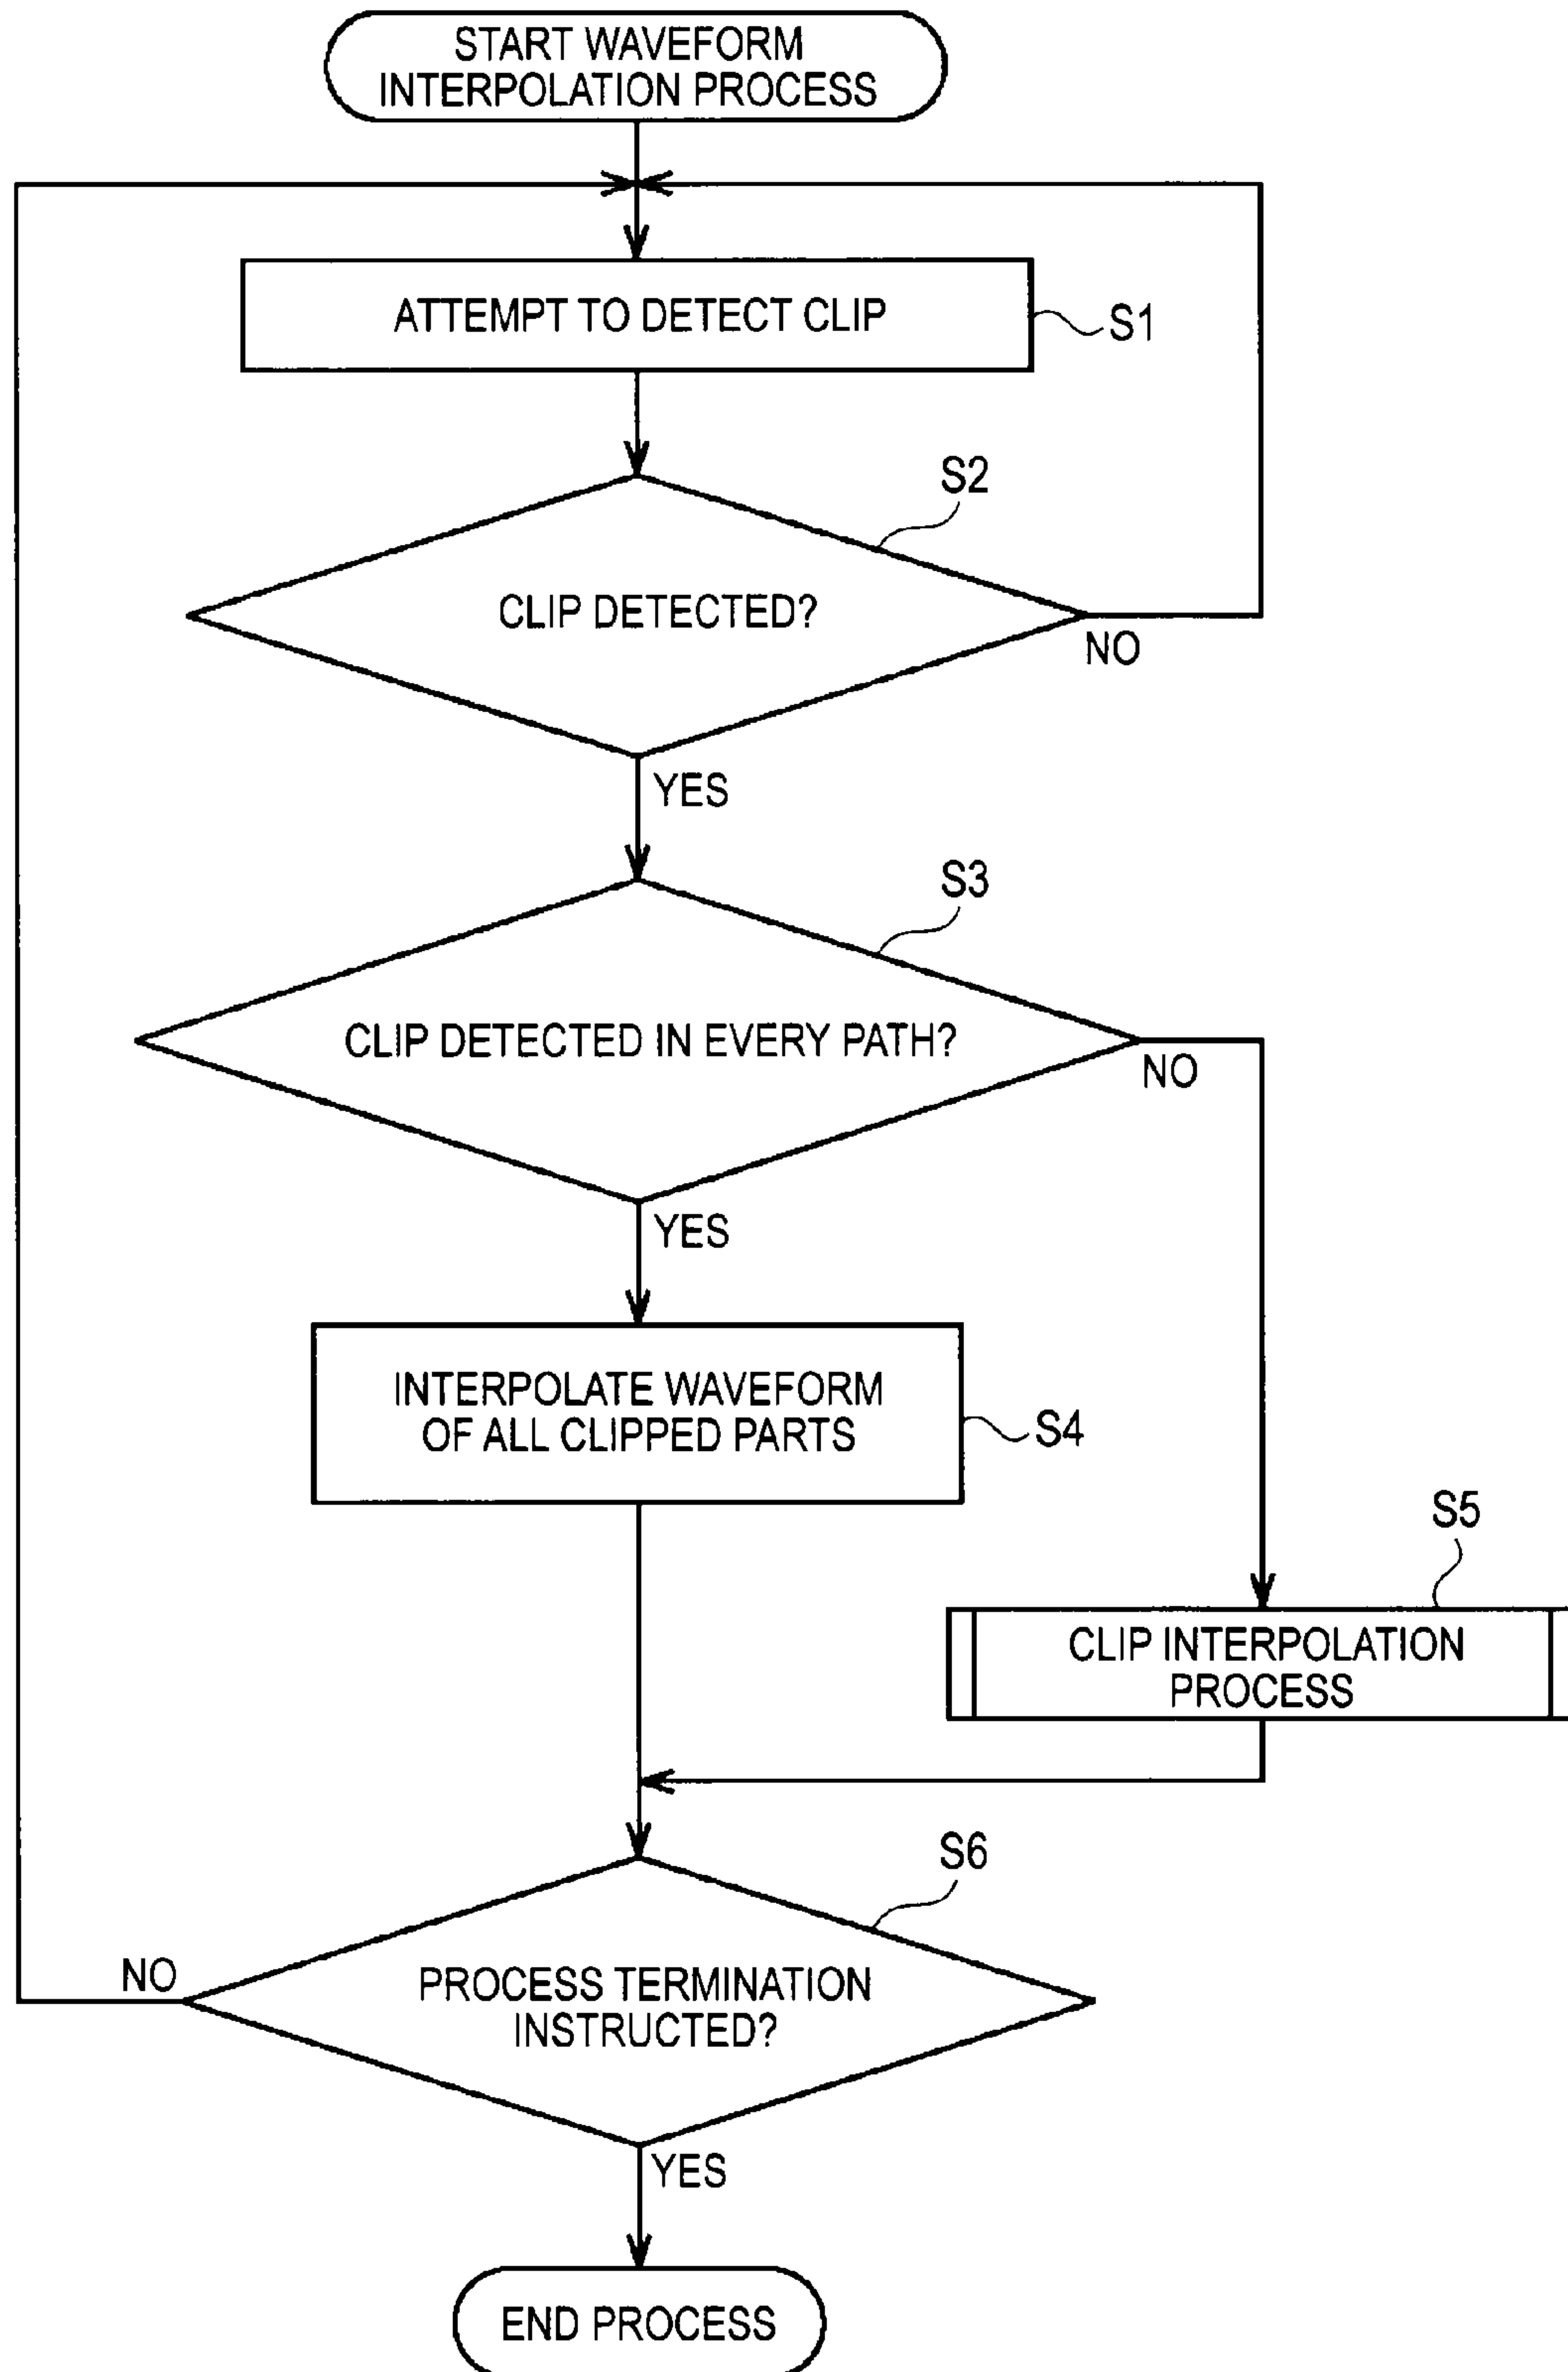 START WAVEFORM
INTERPOLATION PROCESS
ATTEMPT TO DETECT CLIP
S1
S2
CLIP DETECTED?
NO
YES
S3
CLIP DETECTED IN EVERY PATH?
NO
YES
INTERPOLATE WAVEFORM
OF ALL CLIPPED PARTS
S4
S5
CLIP INTERPOLATION
PROCESS
S6
NO
PROCESS TERMINATION
INSTRUCTED?
YES
END PROCESS